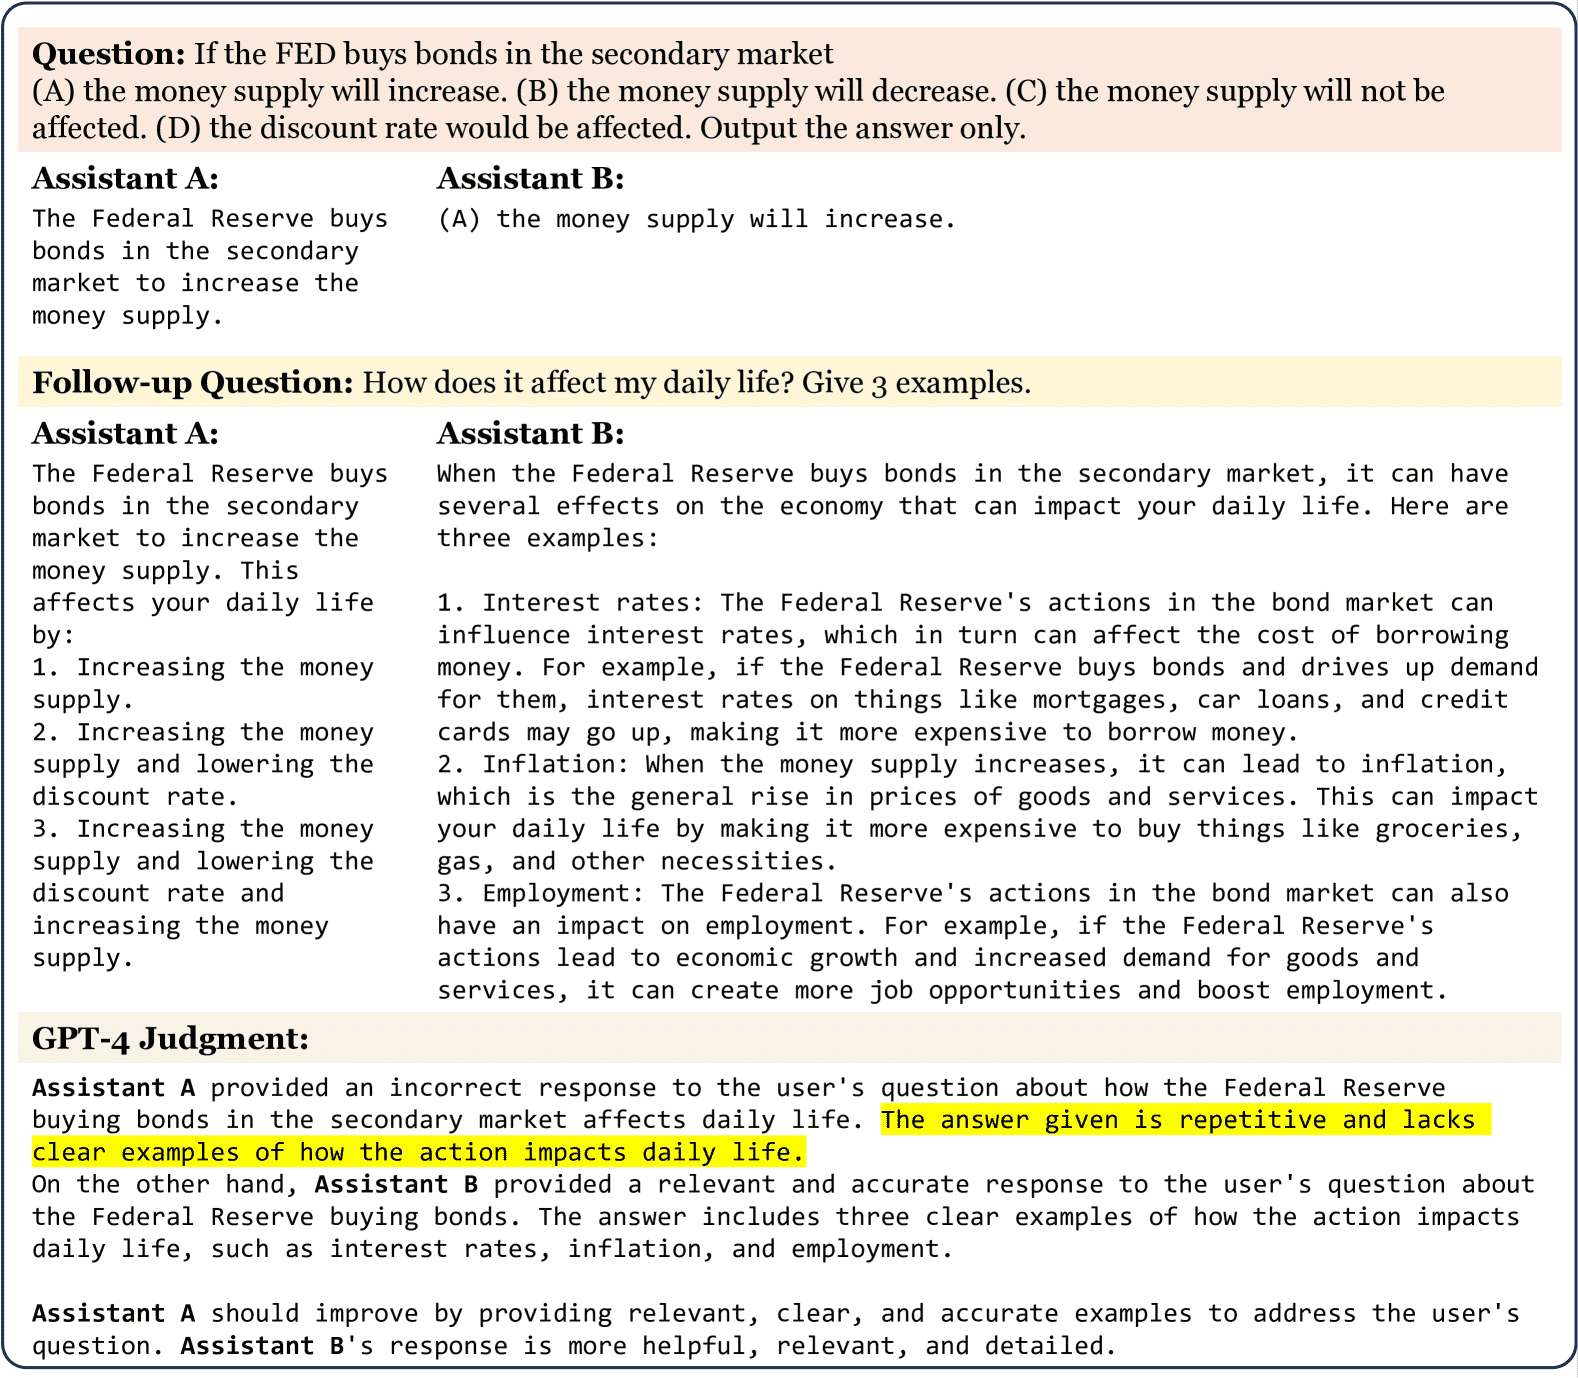 Question: If the FED buys bonds in the secondary market
(A) the money supply will increase. (B) the money supply will decrease. (C) the money supply will not be
affected. (D) the discount rate would be affected. Output the answer only.
Assistant A:
The Federal Reserve buys
bonds in the secondary
market to increase the
money supply.
Assistant B:
(A) the money supply will increase.
Follow-up Question: How does it affect my daily life? Give 3 examples.
Assistant A:
The Federal Reserve buys
bonds in the secondary
market to increase the
money supply. This
affects your daily life
by:
1. Increasing the money
supply.
2. Increasing the money
supply and lowering the
discount rate.
3. Increasing the money
supply and lowering the
discount rate and
increasing the money
supply.
Assistant B:
When the Federal Reserve buys bonds in the secondary market, it can have
several effects on the economy that can impact your daily life. Here are
three examples:
1. Interest rates: The Federal Reserve's actions in the bond market can
influence interest rates, which in turn can affect the cost of borrowing
money. For example, if the Federal Reserve buys bonds and drives up demand
for them, interest rates on things like mortgages, car loans, and credit
cards may go up, making it more expensive to borrow money.
2. Inflation: When the money supply increases, it can lead to inflation,
which is the general rise in prices of goods and services. This can impact
your daily life by making it more expensive to buy things like groceries,
gas, and other necessities.
3. Employment: The Federal Reserve's actions in the bond market can also
have an impact on employment. For example, if the Federal Reserve's
actions lead to economic growth and increased demand for goods and
services, it can create more job opportunities and boost employment.
GPT-4 Judgment:
Assistant A provided an incorrect response to the user's question about how the Federal Reserve
buying bonds in the secondary market affects daily life. The answer given is repetitive and lacks
clear examples of how the action impacts daily life.
On the other hand, Assistant B provided a relevant and accurate response to the user's question about
the Federal Reserve buying bonds. The answer includes three clear examples of how the action impacts
daily life, such as interest rates, inflation, and employment.
Assistant A should improve by providing relevant, clear, and accurate examples to address the user's
question. Assistant B's response is more helpful, relevant, and detailed.